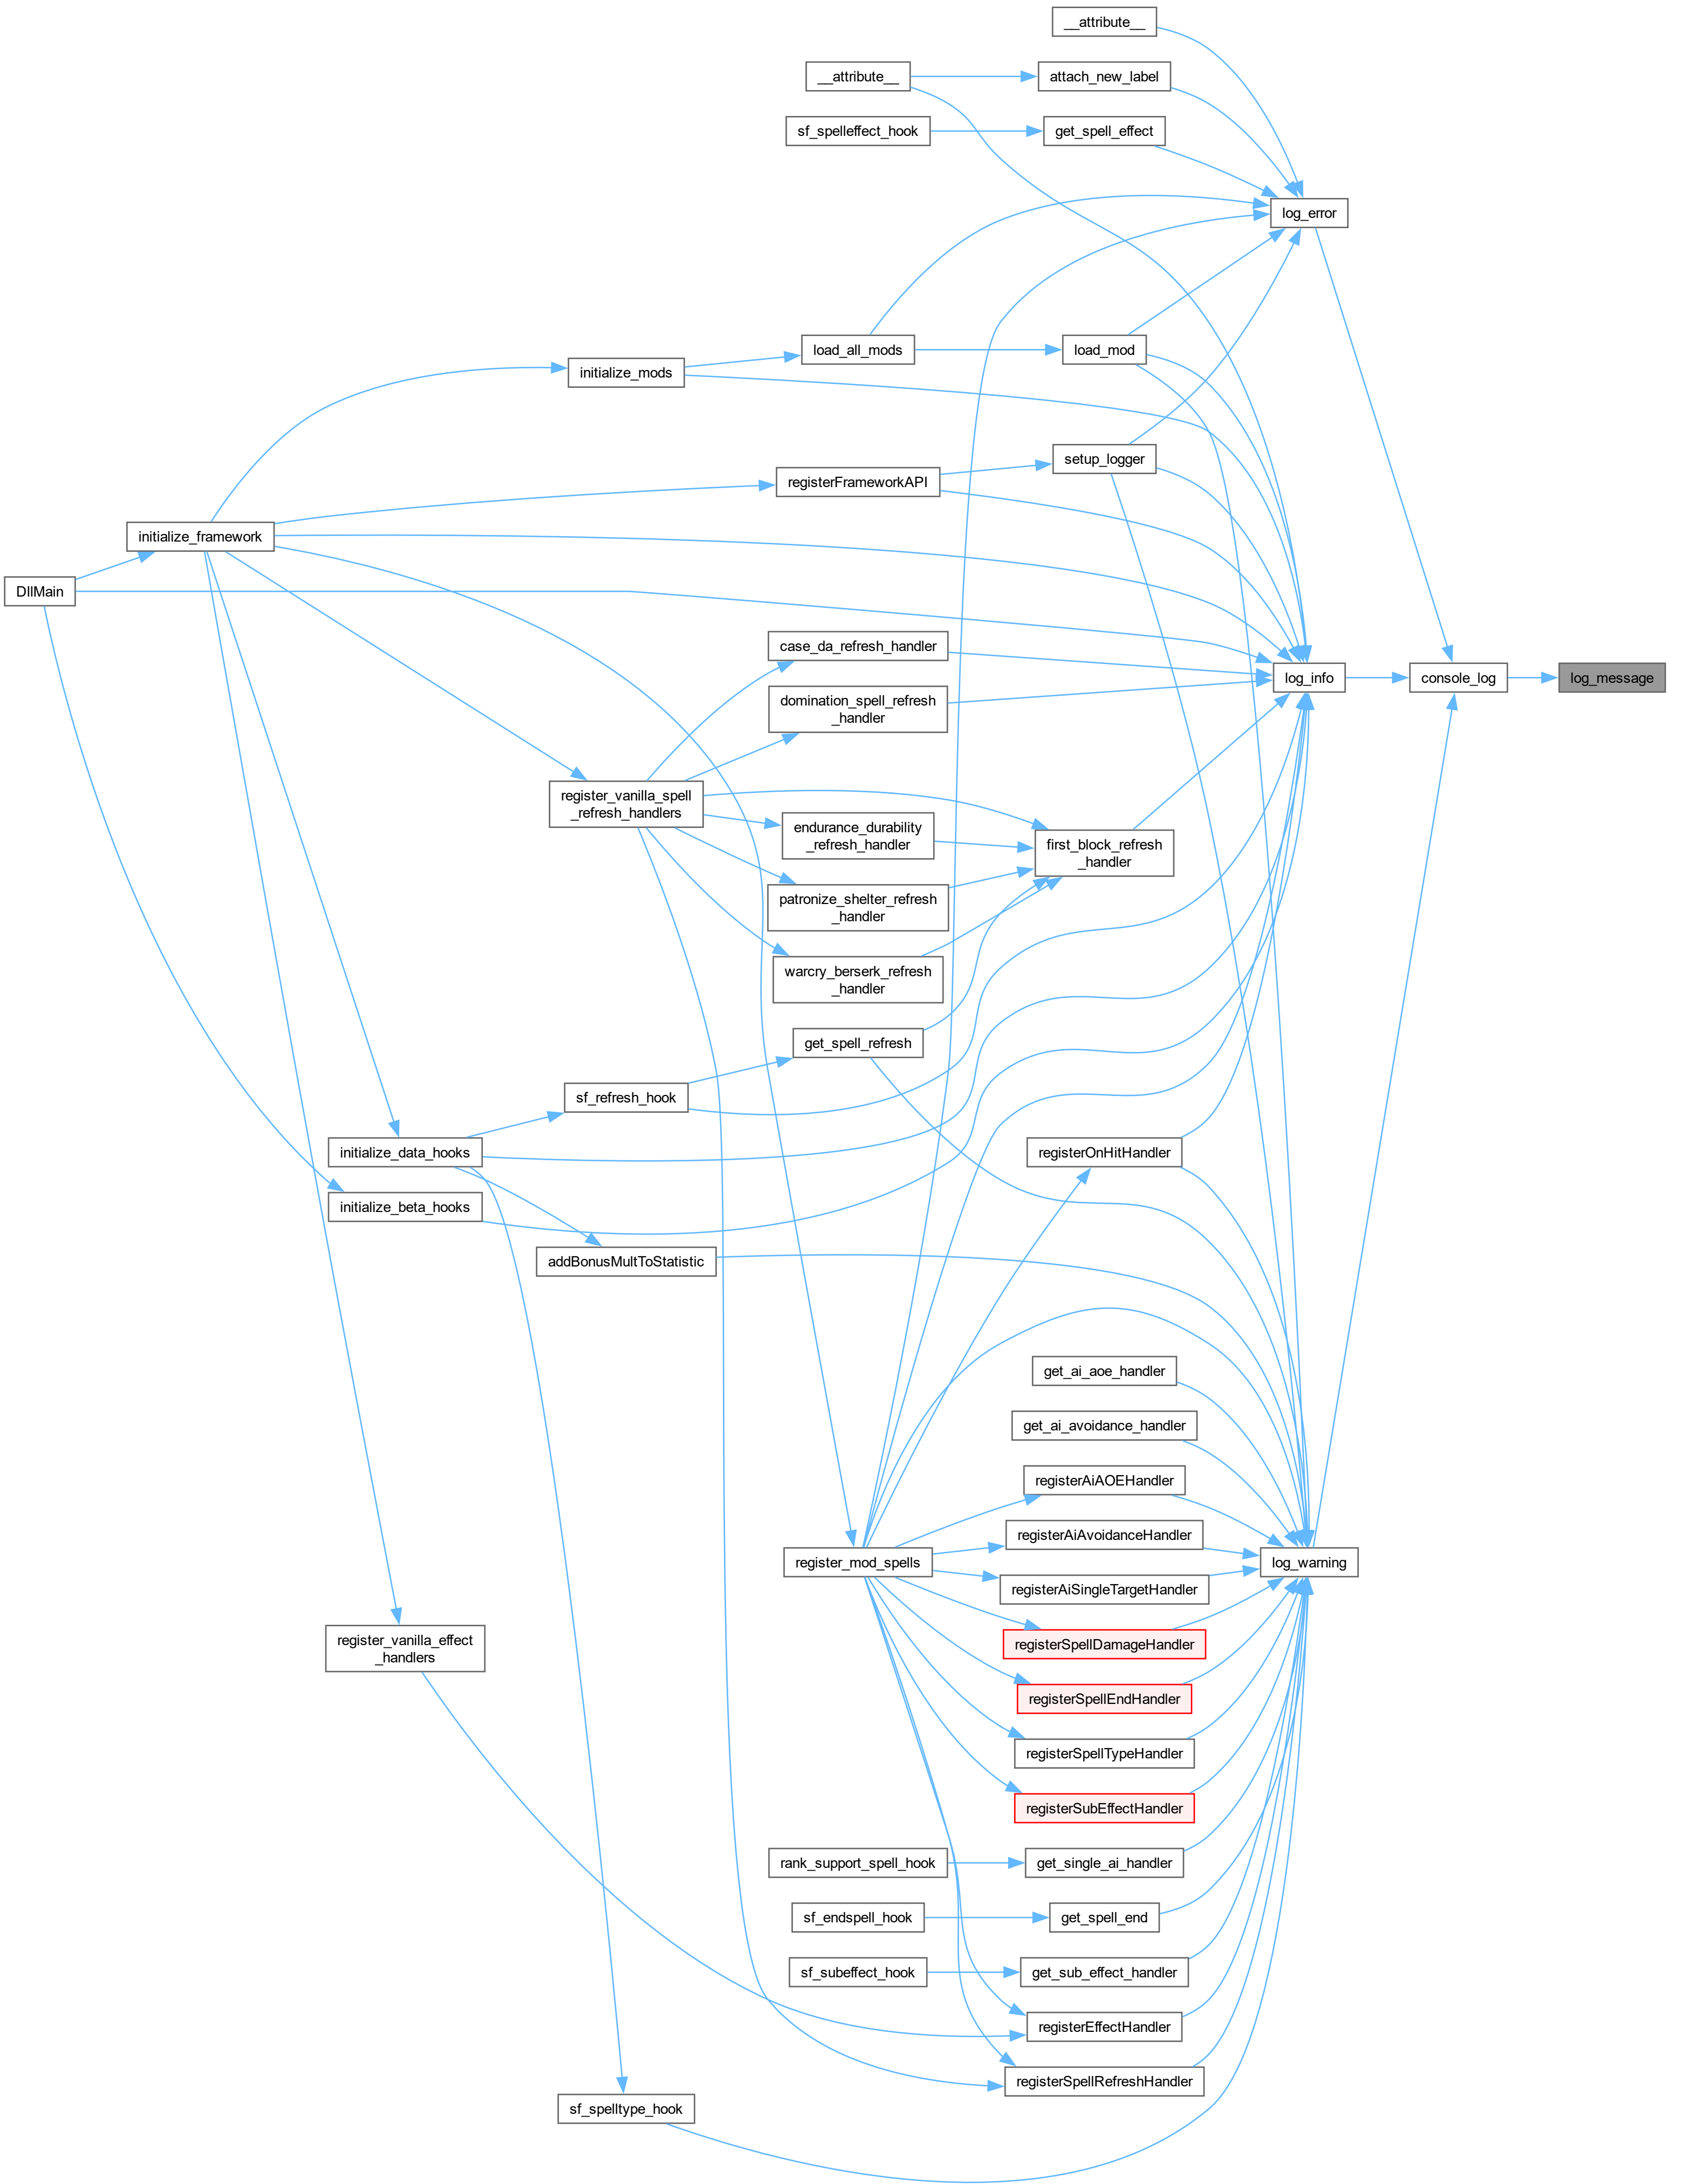 __attribute__
__attribute__
attach_new_label
sf_spelleffect_hook
get_spell_effect
log_error
load_all_mods
load_mod
initialize_mods
setup_logger
registerFrameworkAPI
initialize_framework
DllMain
case_da_refresh_handler
log_info
console_log
log_message
domination_spell_refresh
_handler
register_vanilla_spell
_refresh_handlers
endurance_durability
_refresh_handler
first_block_refresh
_handler
patronize_shelter_refresh
_handler
warcry_berserk_refresh
_handler
get_spell_refresh
sf_refresh_hook
initialize_data_hooks
registerOnHitHandler
initialize_beta_hooks
addBonusMultToStatistic
get_ai_aoe_handler
get_ai_avoidance_handler
registerAiAOEHandler
registerAiAvoidanceHandler
register_mod_spells
log_warning
registerAiSingleTargetHandler
registerSpellDamageHandler
register_vanilla_effect
_handlers
registerSpellEndHandler
registerSpellTypeHandler
registerSubEffectHandler
rank_support_spell_hook
get_single_ai_handler
sf_endspell_hook
get_spell_end
sf_subeffect_hook
get_sub_effect_handler
registerEffectHandler
registerSpellRefreshHandler
sf_spelltype_hook